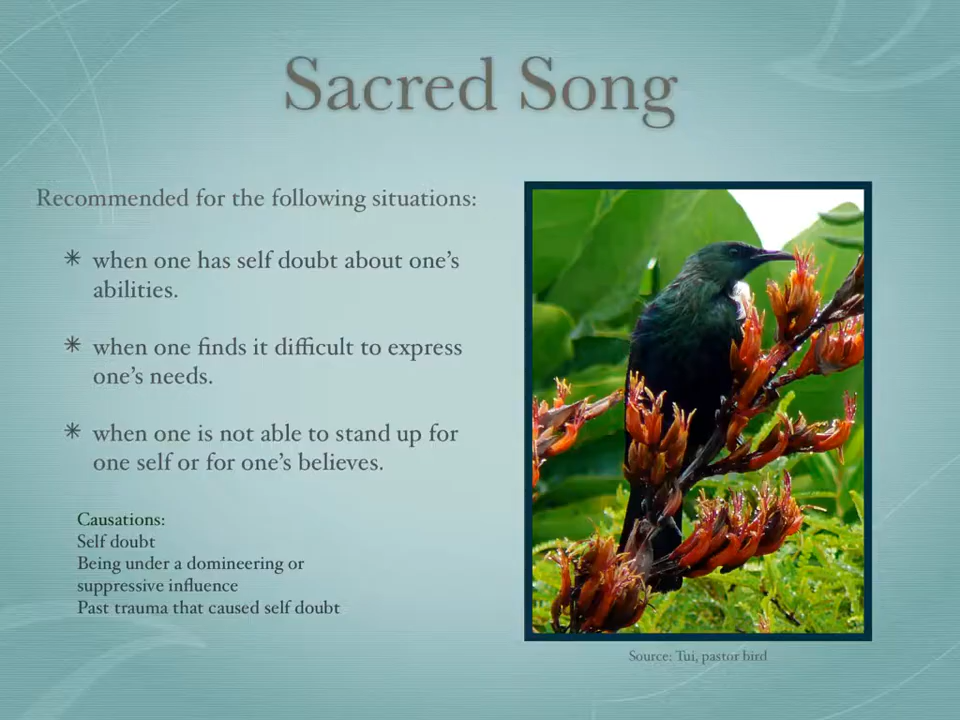 Sacred Song
Recommended for the following situations:
when one has self doubt about one's
abilities.
when one finds it difficult to express
one's needs.
when one is not able to stand up for
one self or for one's believes.
Causations:
Self doubt
Being under a domineering or
suppressive influence
Past trauma that caused self doubt
Source: Tui, pastor bird